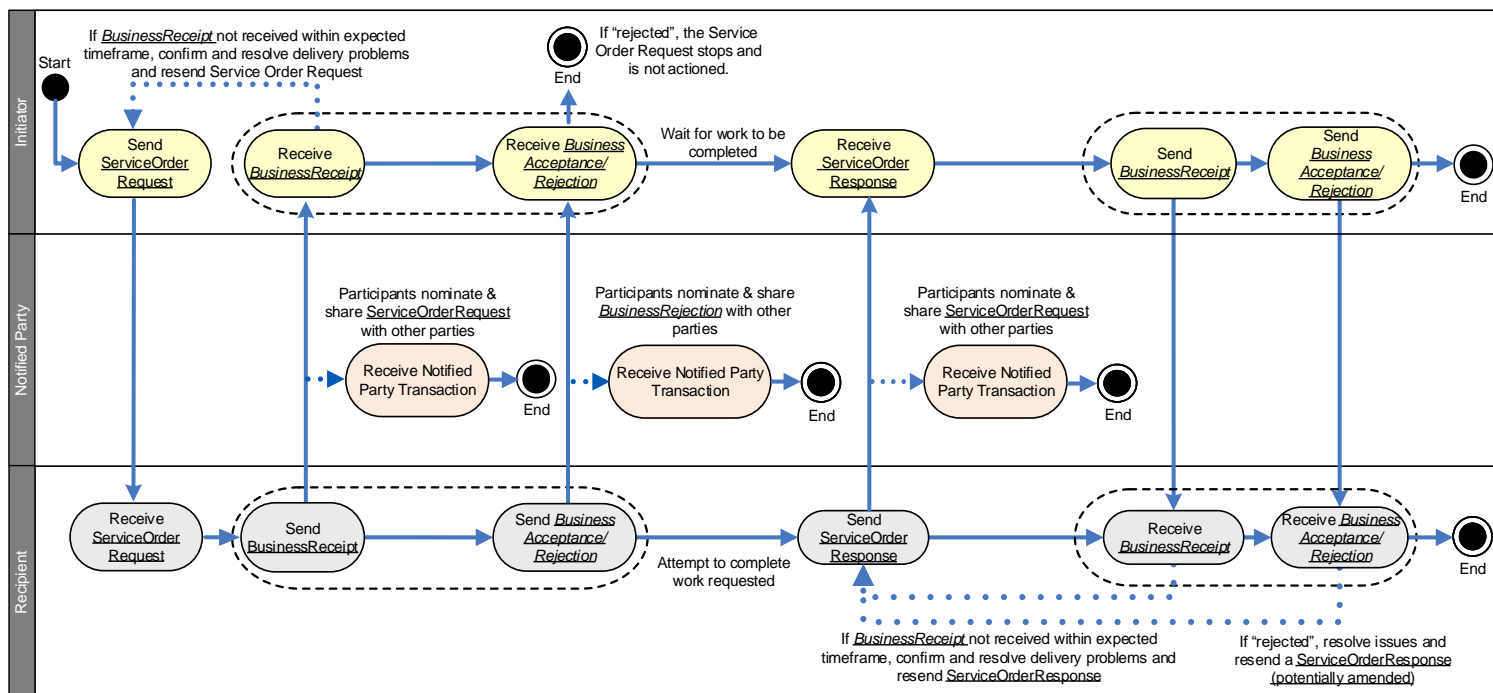 Initiator
If BusinessReceipt not received within expected
timeframe, confirm and resolve delivery problems
and resend Service Order Request
Start
If “rejected”, the Service
Order Request stops and
is not actioned.
End
Send
ServiceOrder
Request
Receive
BusinessReceipt
Receive Business
Acceptance/
Rejection
Wait for work to be
completed
Receive
ServiceOrder
Response
Send
BusinessReceipt
Send
Business
Acceptance/
Rejection
End
Notified Party
Participants nominate &
share ServiceOrderRequest
with other parties
Receive Notified
Party Transaction
End
Participants nominate & share
BusinessRejection with other
parties
Receive Notified Party
Transaction
End
Participants nominate &
share ServiceOrderRequest
with other parties
Receive Notified
Party Transaction
End
Recipient
Receive
ServiceOrder
Request
Send
BusinessReceipt
Send Business
Acceptance/
Rejection
Attempt to complete
work requested
Send
ServiceOrder
Response
Receive
BusinessReceipt
Receive Business
Acceptance/
Rejection
End
If BusinessReceipt not received within expected
timeframe, confirm and resolve delivery problems and
resend ServiceOrderResponse
If “rejected”, resolve issues and
resend a ServiceOrderResponse
(potentially amended)